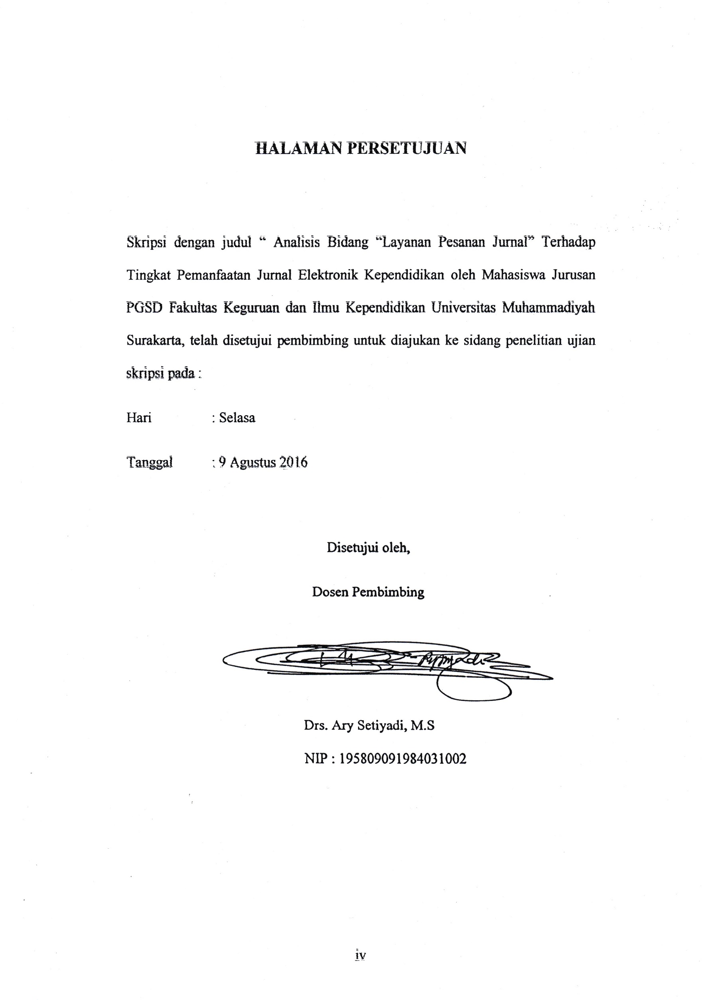 HALAMAN PERSETUJUAN
Skripsi dengan judul “ Analisis Bidang “Layanan Pesanan Jurnal” Terhadap
Tingkat Pemanfaatan Jurnal Elektronik Kependidikan oleh Mahasiswa Jurusan
PGSD Fakultas Keguruan dan Ilmu Kependidikan Universitas Muhammadiyah
Surakarta, telah disetujui pembimbing untuk diajukan ke sidang penelitian ujian
skripsi pada :
Hari : Selasa
Tanggal : 9 Agustus 2016
Disetujui oleh,
Dosen Pembimbing
Drs. Ary Setiyadi, M.S
NIP : 195809091984031002
iv